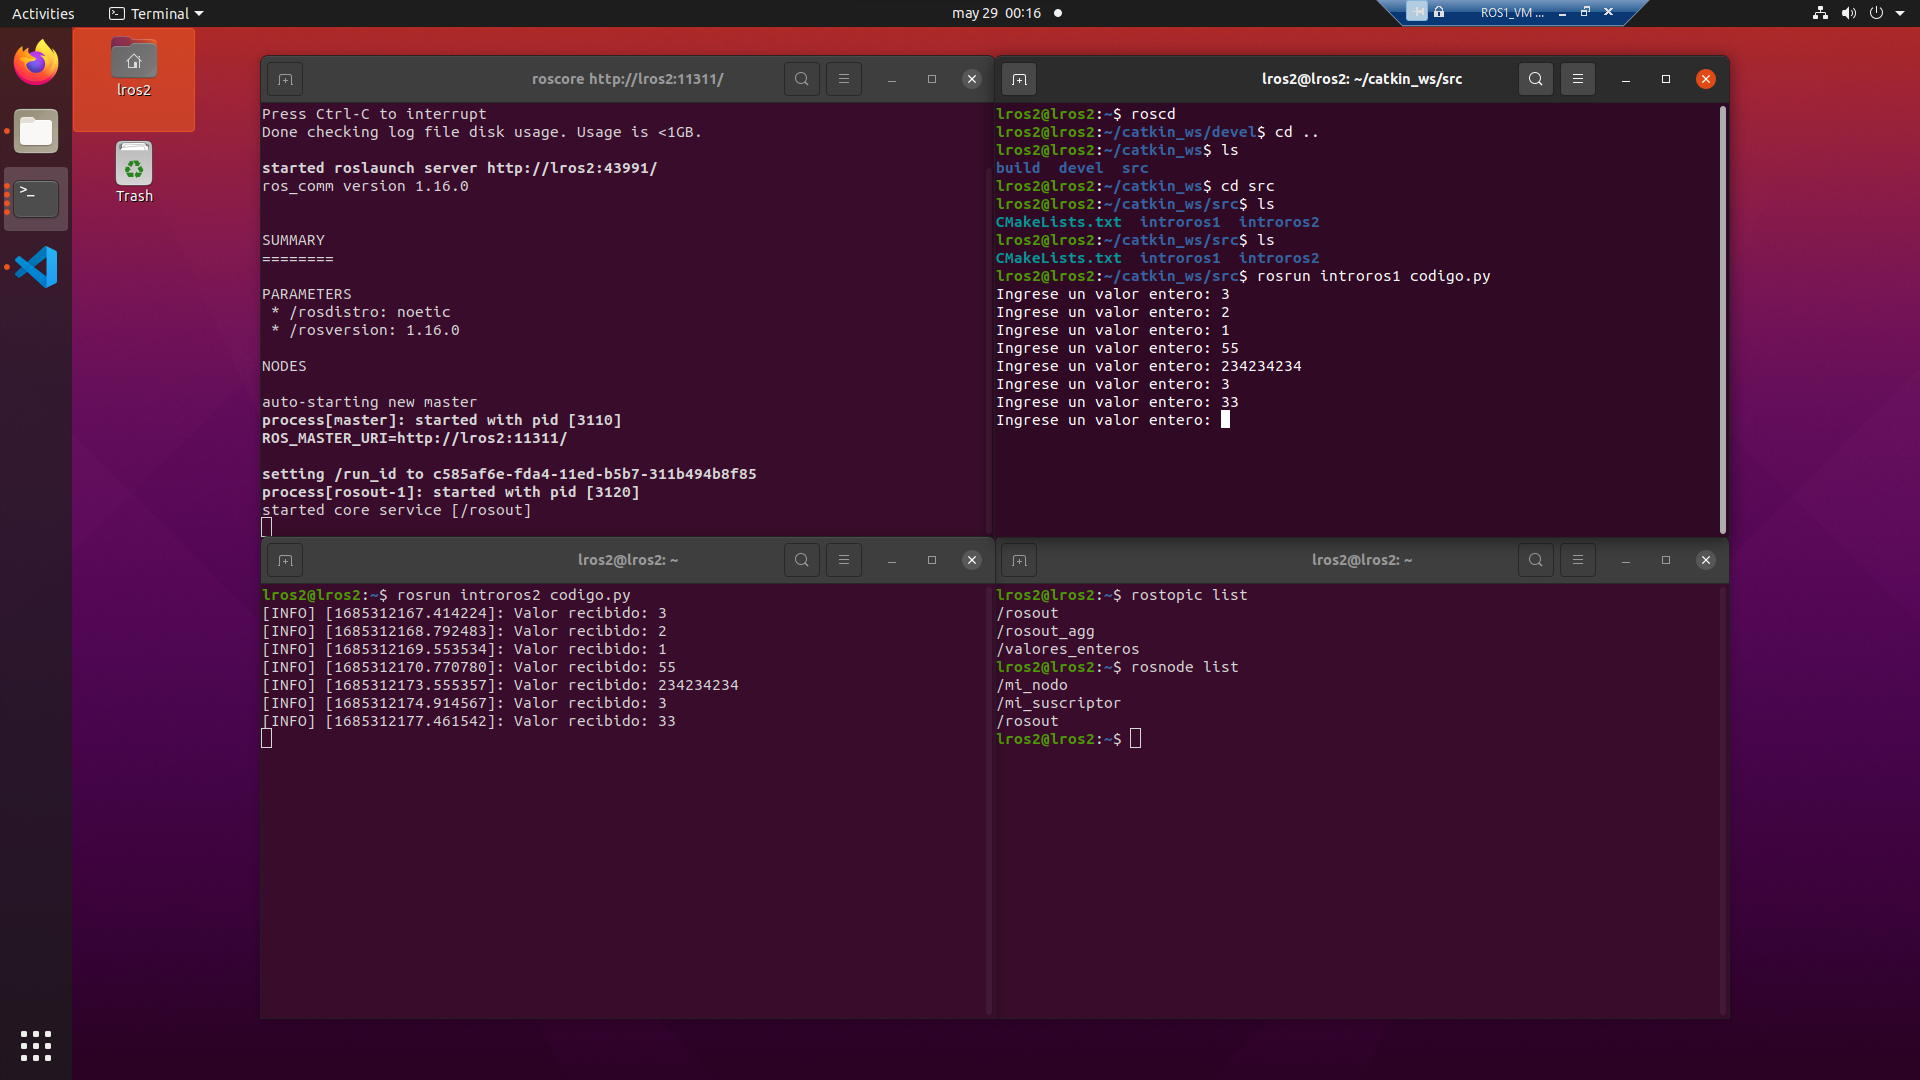 Activities
Terminal
may 29 00:16
ROS1_VM ...
lros2
Trash
roscore http://lros2:11311/
Press Ctrl-C to interrupt
Done checking log file disk usage. Usage is <1GB.
started roslaunch server http://lros2:43991/
ros_comm version 1.16.0
SUMMARY
========
PARAMETERS
 * /rosdistro: noetic
 * /rosversion: 1.16.0
NODES
auto-starting new master
process[master]: started with pid [3110]
ROS_MASTER_URI=http://lros2:11311/
setting /run_id to c585af6e-fda4-11ed-b5b7-311b494b8f85
process[rosout-1]: started with pid [3120]
started core service [/rosout]
lros2@lros2: ~/catkin_ws/src
lros2@lros2:~$ roscd
lros2@lros2:~/catkin_ws/devel$ cd ..
lros2@lros2:~/catkin_ws$ ls
build  devel  src
lros2@lros2:~/catkin_ws$ cd src
lros2@lros2:~/catkin_ws/src$ ls
CMakeLists.txt  introros1  introros2
lros2@lros2:~/catkin_ws/src$ ls
CMakeLists.txt  introros1  introros2
lros2@lros2:~/catkin_ws/src$ rosrun introros1 codigo.py
Ingrese un valor entero: 3
Ingrese un valor entero: 2
Ingrese un valor entero: 1
Ingrese un valor entero: 55
Ingrese un valor entero: 234234234
Ingrese un valor entero: 3
Ingrese un valor entero: 33
Ingrese un valor entero:
lros2@lros2: ~
lros2@lros2:~$ rosrun introros2 codigo.py
[INFO] [1685312167.414224]: Valor recibido: 3
[INFO] [1685312168.792483]: Valor recibido: 2
[INFO] [1685312169.553534]: Valor recibido: 1
[INFO] [1685312170.770780]: Valor recibido: 55
[INFO] [1685312173.555357]: Valor recibido: 234234234
[INFO] [1685312174.914567]: Valor recibido: 3
[INFO] [1685312177.461542]: Valor recibido: 33
lros2@lros2: ~
lros2@lros2:~$ rostopic list
/rosout
/rosout_agg
/valores_enteros
lros2@lros2:~$ rosnode list
/mi_nodo
/mi_suscriptor
/rosout
lros2@lros2:~$